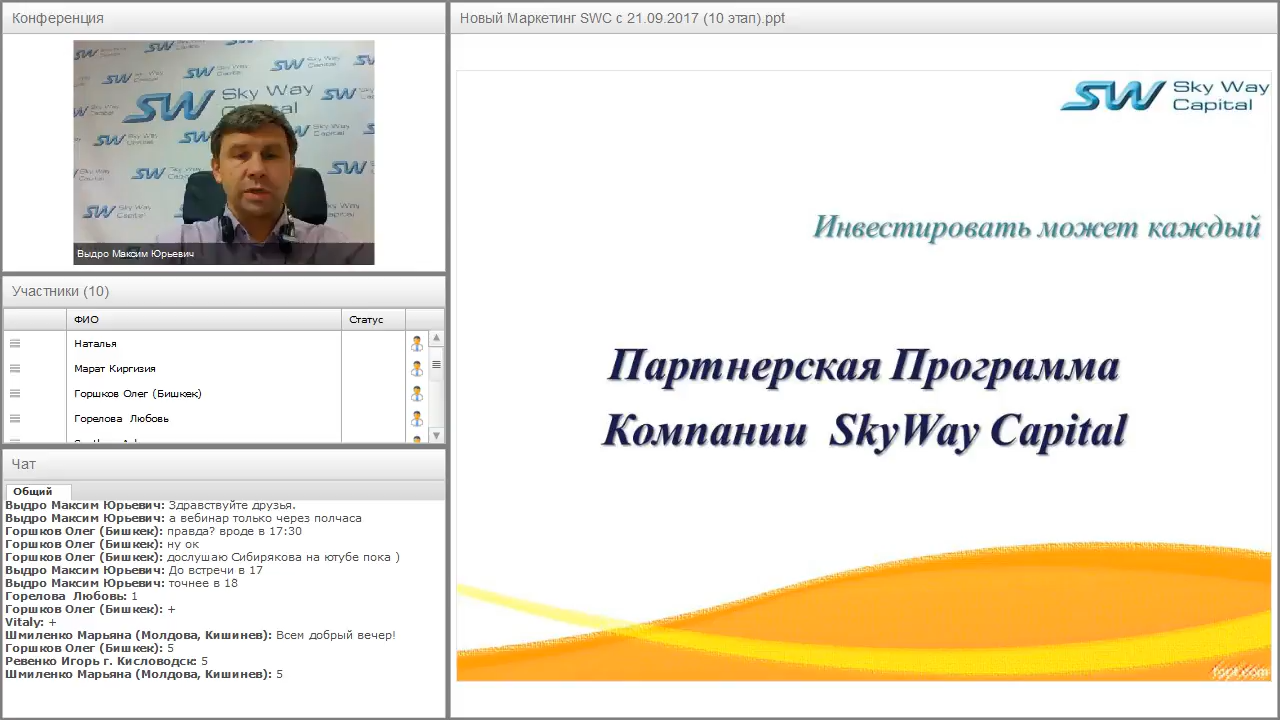 Конференция
Sky Way
Capital
Выдро Максим Юрьевич
Участники (10)
ФИО
Статус
Наталья
Марат Киргизия
Горшков Олег (Бишкек)
Горелова Любовь
Чат
Общий
Выдро Максим Юрьевич: Здравствуйте друзья.
Выдро Максим Юрьевич: а вебинар только через полчаса
Горшков Олег (Бишкек): правда? вроде в 17:30
Горшков Олег (Бишкек): ну ок
Горшков Олег (Бишкек): дослушаю Сибирякова на ютубе пока )
Выдро Максим Юрьевич: До встречи в 17
Выдро Максим Юрьевич: точнее в 18
Горелова Любовь: 1
Горшков Олег (Бишкек): +
Vitaly: +
Шмиленко Марьяна (Молдова, Кишинев): Всем добрый вечер!
Горшков Олег (Бишкек): 5
Ревенко Игорь г. Кисловодск: 5
Шмиленко Марьяна (Молдова, Кишинев): 5
Новый Маркетинг SWC с 21.09.2017 (10 этап).ppt
SW Sky Way
Capital
Инвестировать может каждый
Партнерская Программа
Компании SkyWay Capital
fppt.com